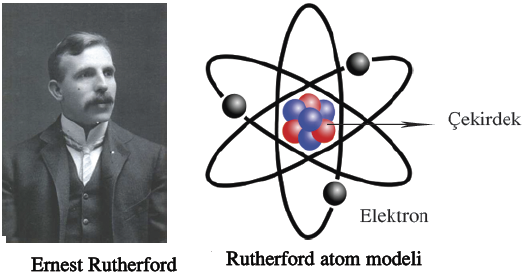 Çekirdek
Elektron
Ernest Rutherford
Rutherford atom modeli